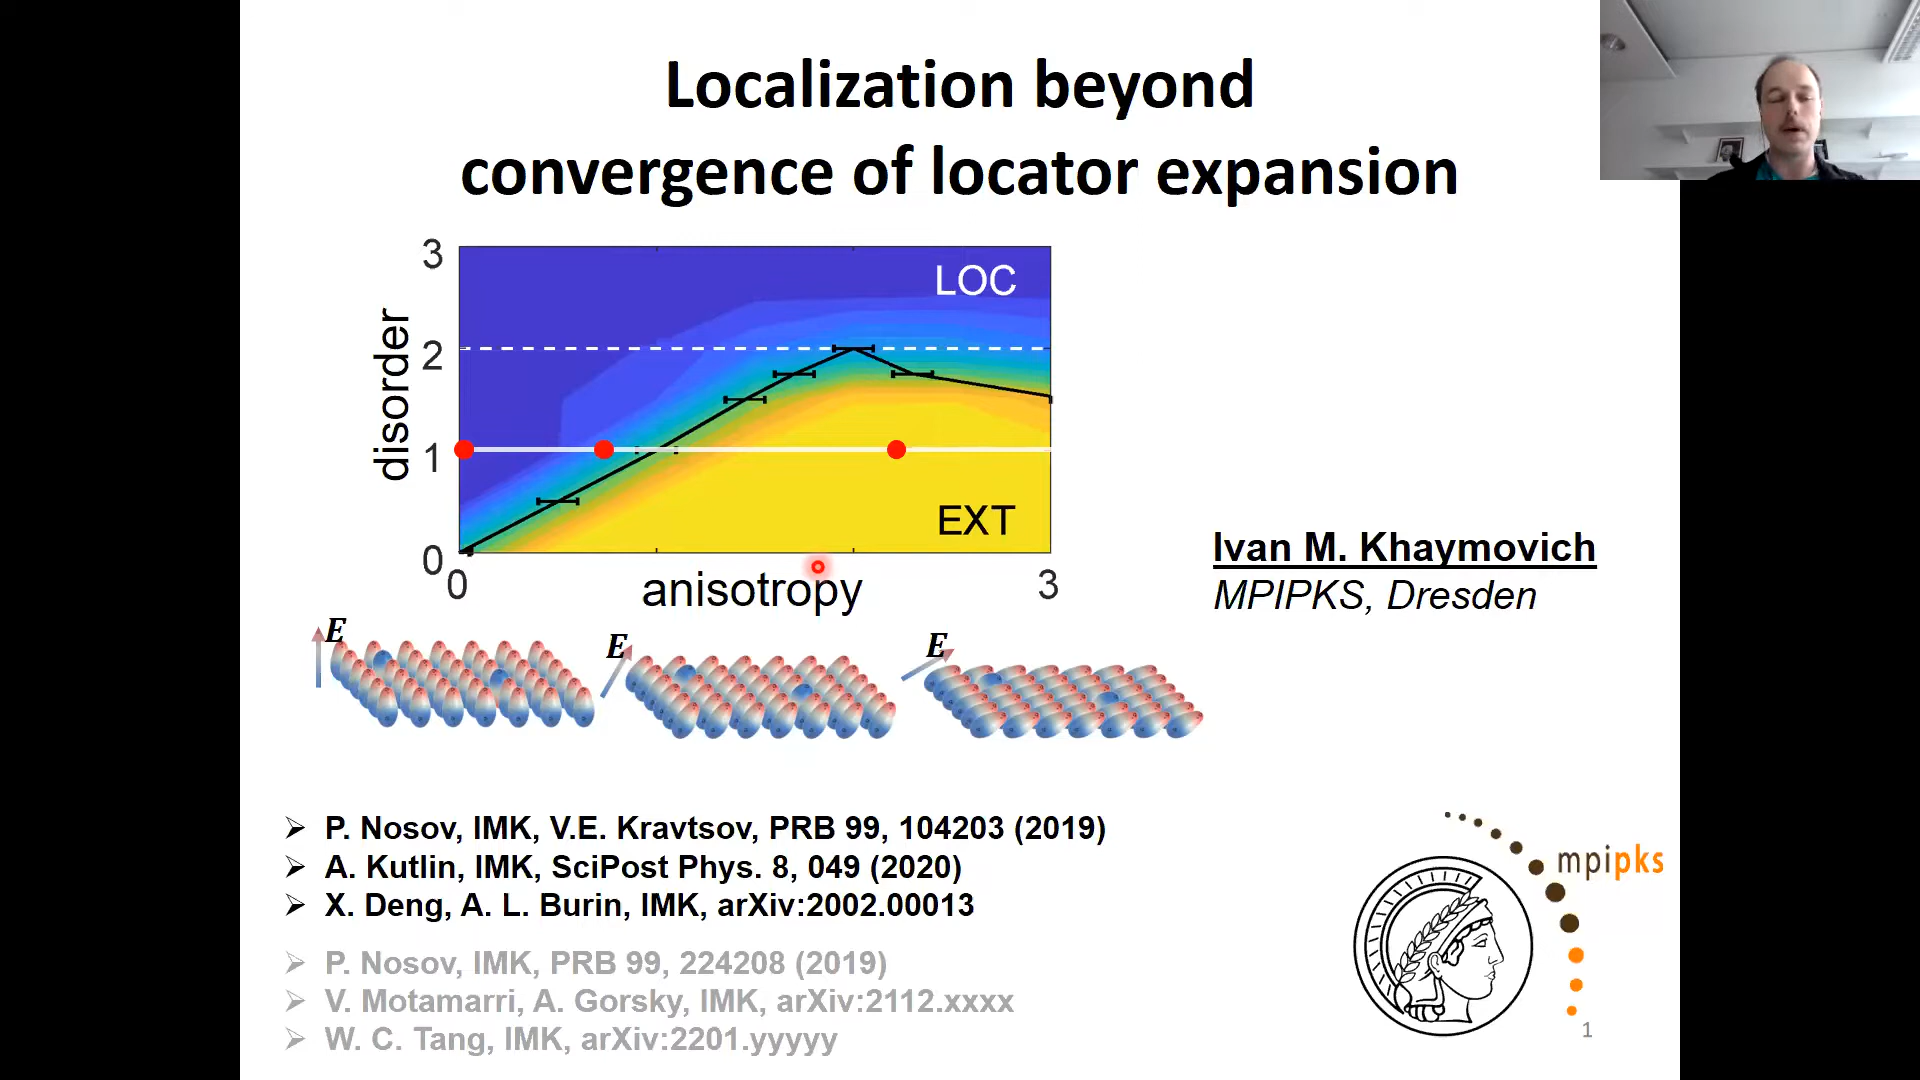 Localization beyond
convergence of locator expansion
3
LOC
2
disorder
1
EXT
0
0
anisotropy
3
E
E
E
Ivan M. Khaymovich
MPIPKS, Dresden
➢ P. Nosov, IMK, V.E. Kravtsov, PRB 99, 104203 (2019)
➢ A. Kutlin, IMK, SciPost Phys. 8, 049 (2020)
➢ X. Deng, A. L. Burin, IMK, arXiv:2002.00013
➢ P. Nosov, IMK, PRB 99, 224208 (2019)
➢ V. Motamarri, A. Gorsky, IMK, arXiv:2112.xxxx
➢ W. C. Tang, IMK, arXiv:2201.yyyyy
mpipks
1